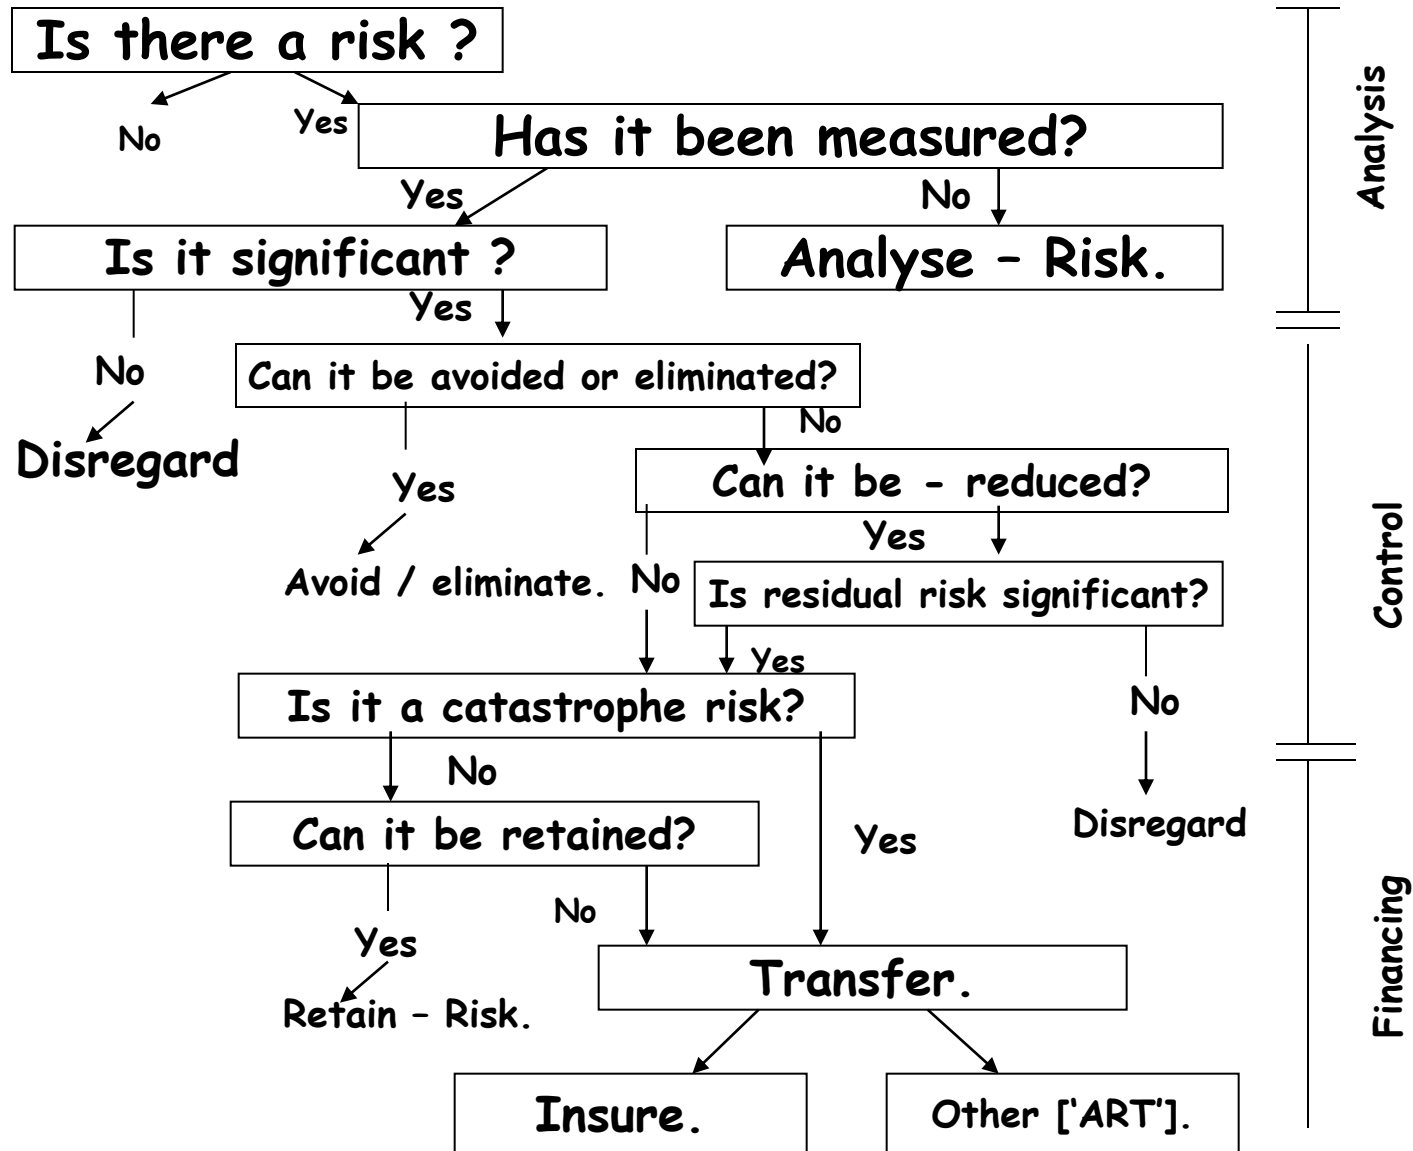 Is there a risk ?
No
Yes
Has it been measured?
Yes
No
Is it significant ?
Analyse – Risk.
Analysis
Yes
No
Can it be avoided or eliminated?
No
Disregard
Yes
Can it be - reduced?
Yes
Avoid / eliminate.
No
Is residual risk significant?
Control
Yes
Is it a catastrophe risk?
No
No
Can it be retained?
Yes
Disregard
No
Yes
Transfer.
Retain – Risk.
Financing
Insure.
Other [‘ART’].